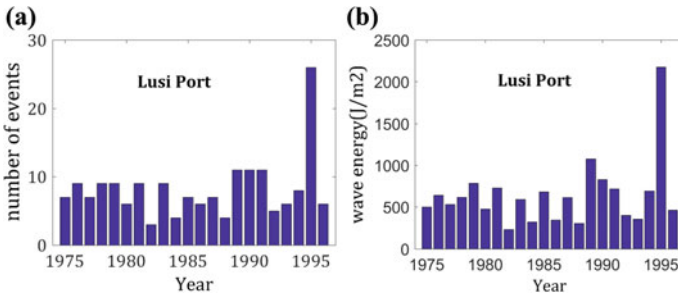 (a)
30
20
10
0
number of events
Lusi Port
1975 1980 1985 1990 1995
Year
(b)
2500
2000
1500
1000
500
0
wave energy(J/m2)
Lusi Port
1975 1980 1985 1990 1995
Year